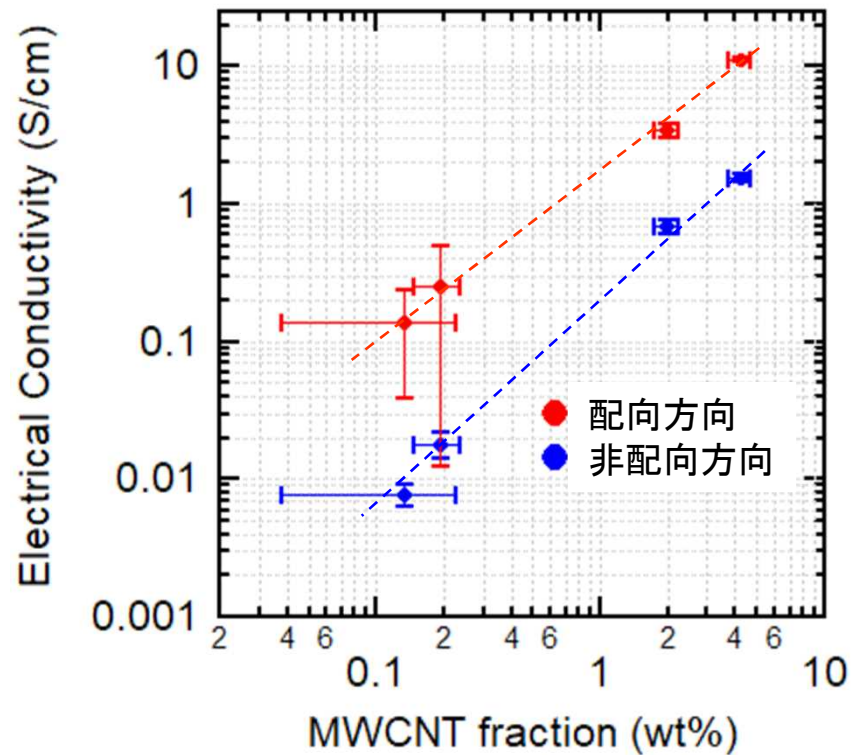 Electrical Conductivity (S/cm)
10
1
0.1
0.01
0.001
配向方向
非配向方向
2 4 6 2 4 6 2 4 6
0.1 1 10
MWCNT fraction (wt%)